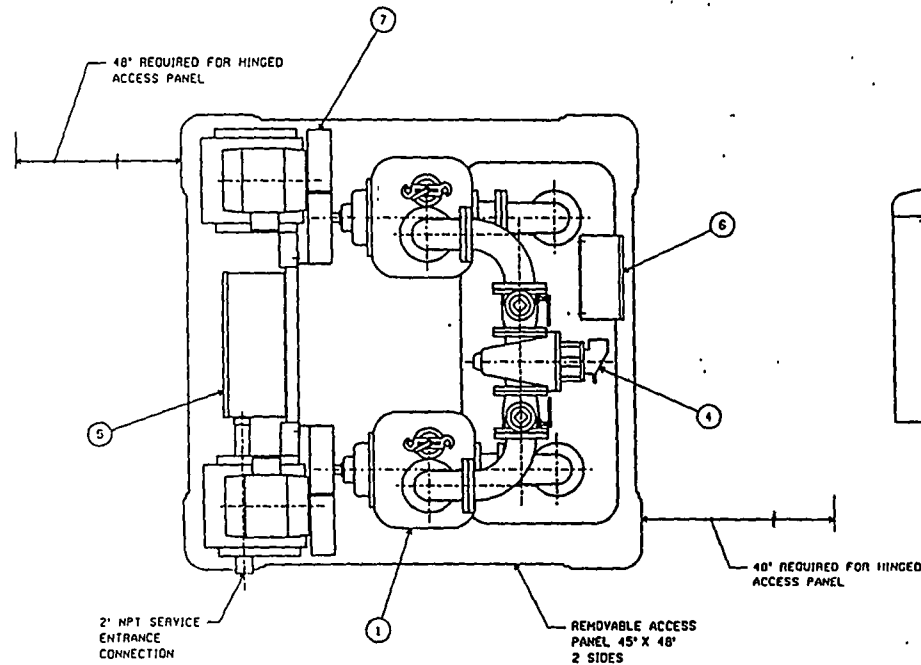 7
48" REQUIRED FOR HINGED
ACCESS PANEL
6
4
5
48" REQUIRED FOR HINGED
ACCESS PANEL
2" NPT SERVICE
ENTRANCE
CONNECTION
1
REMOVABLE ACCESS
PANEL 45" X 48"
2 SIDES